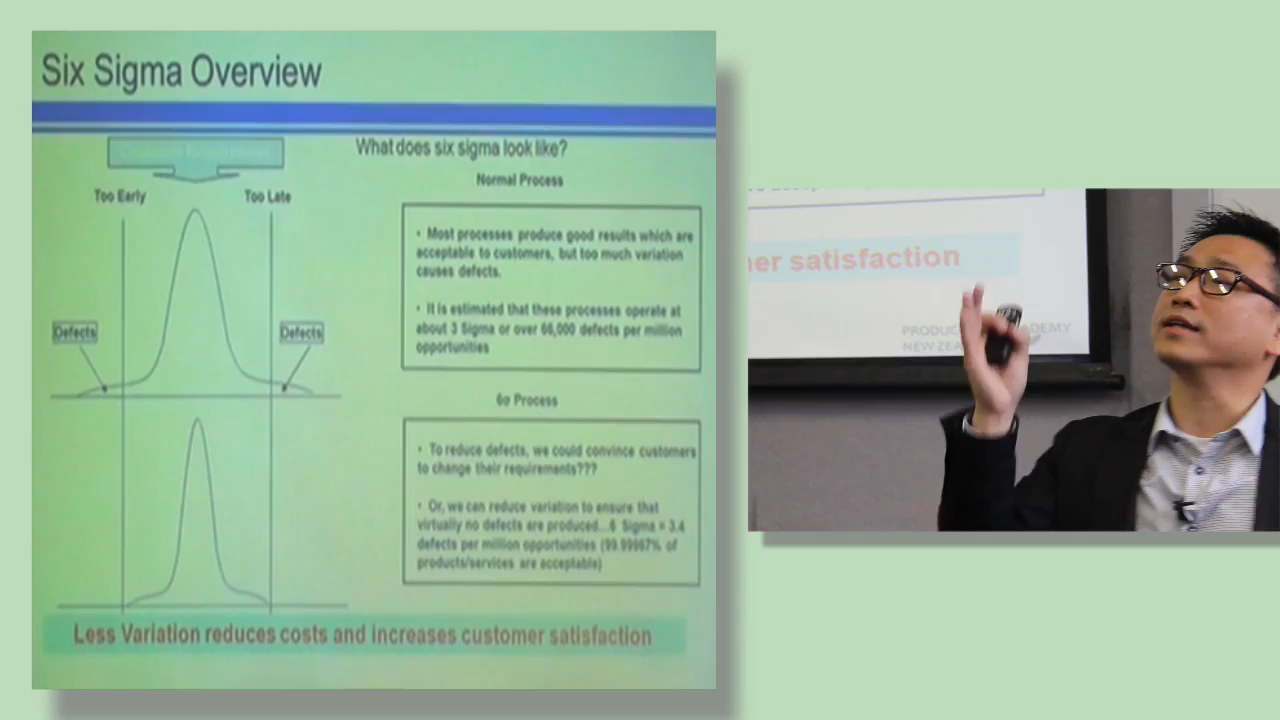 Six Sigma Overview
What does six sigma look like?
Too Early
Too Late
Defects
Defects
Normal Process
• Most processes produce good results which are
acceptable to customers, but too much variation
causes defects.
• It is estimated that these processes operate at
about 3 Sigma or over 66,000 defects per million
opportunities
6σ Process
• To reduce defects, we could convince customers
to change their requirements???
• Or, we can reduce variation to ensure that
virtually no defects are produced...6 Sigma = 3.4
defects per million opportunities (99.99967% of
products/services are acceptable)
Less Variation reduces costs and increases customer satisfaction
er satisfaction
NEW ZEA